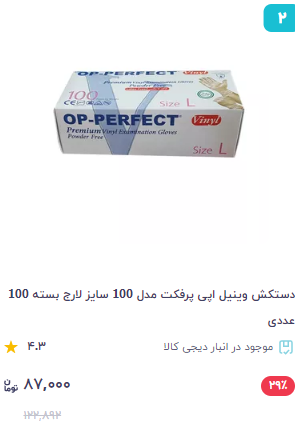 ۲
OP-PERFECT Vinyl
100
Powder Free
Size L
OP-PERFECT Vinyl
Premium Vinyl Examination Gloves
Powder Free
Size L
دستکش وینیل اپی پرفکت مدل 100 سایز لارج بسته 100
عددی
موجود در انبار دیجی کالا ۴.۳
۲۹٪ ۸۷,۰۰۰ تومان
۱۲۲,۸۹۲